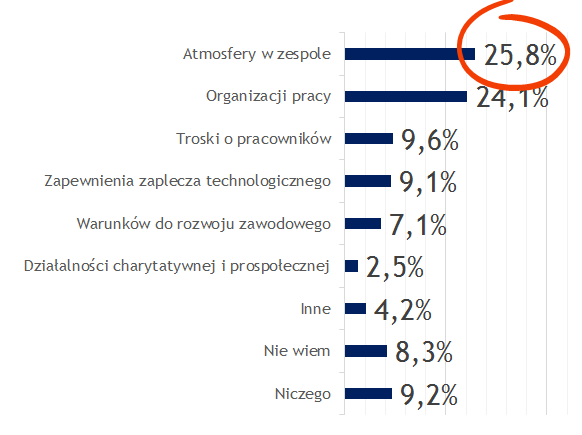 Atmosfery w zespole 25,8%
Organizacji pracy 24,1%
Troski o pracowników 9,6%
Zapewnienia zaplecza technologicznego 9,1%
Warunków do rozwoju zawodowego 7,1%
Działalności charytatywnej i prospołecznej 2,5%
Inne 4,2%
Nie wiem 8,3%
Niczego 9,2%